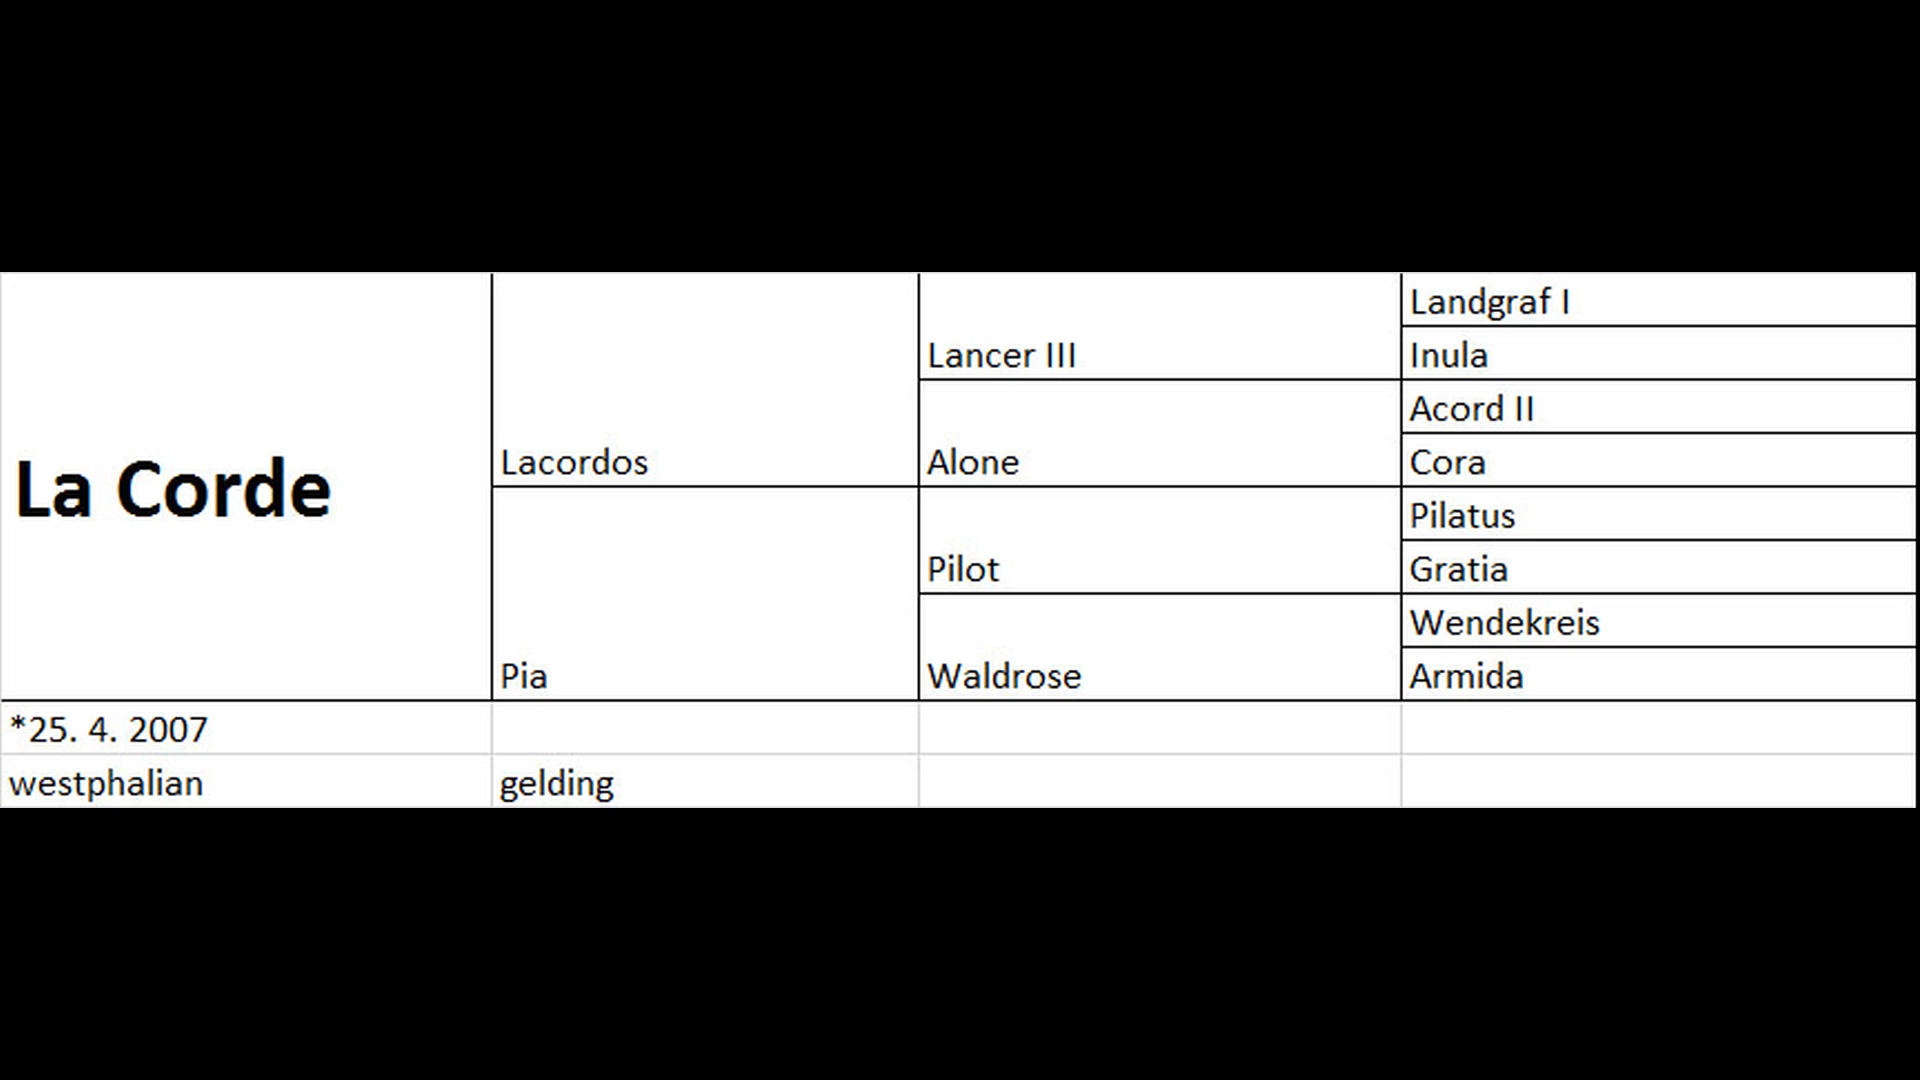 La Corde
Lacordos
Pia
Lancer III
Alone
Pilot
Waldrose
Landgraf I
Inula
Acord II
Cora
Pilatus
Gratia
Wendekreis
Armida
*25. 4. 2007
westphalian gelding